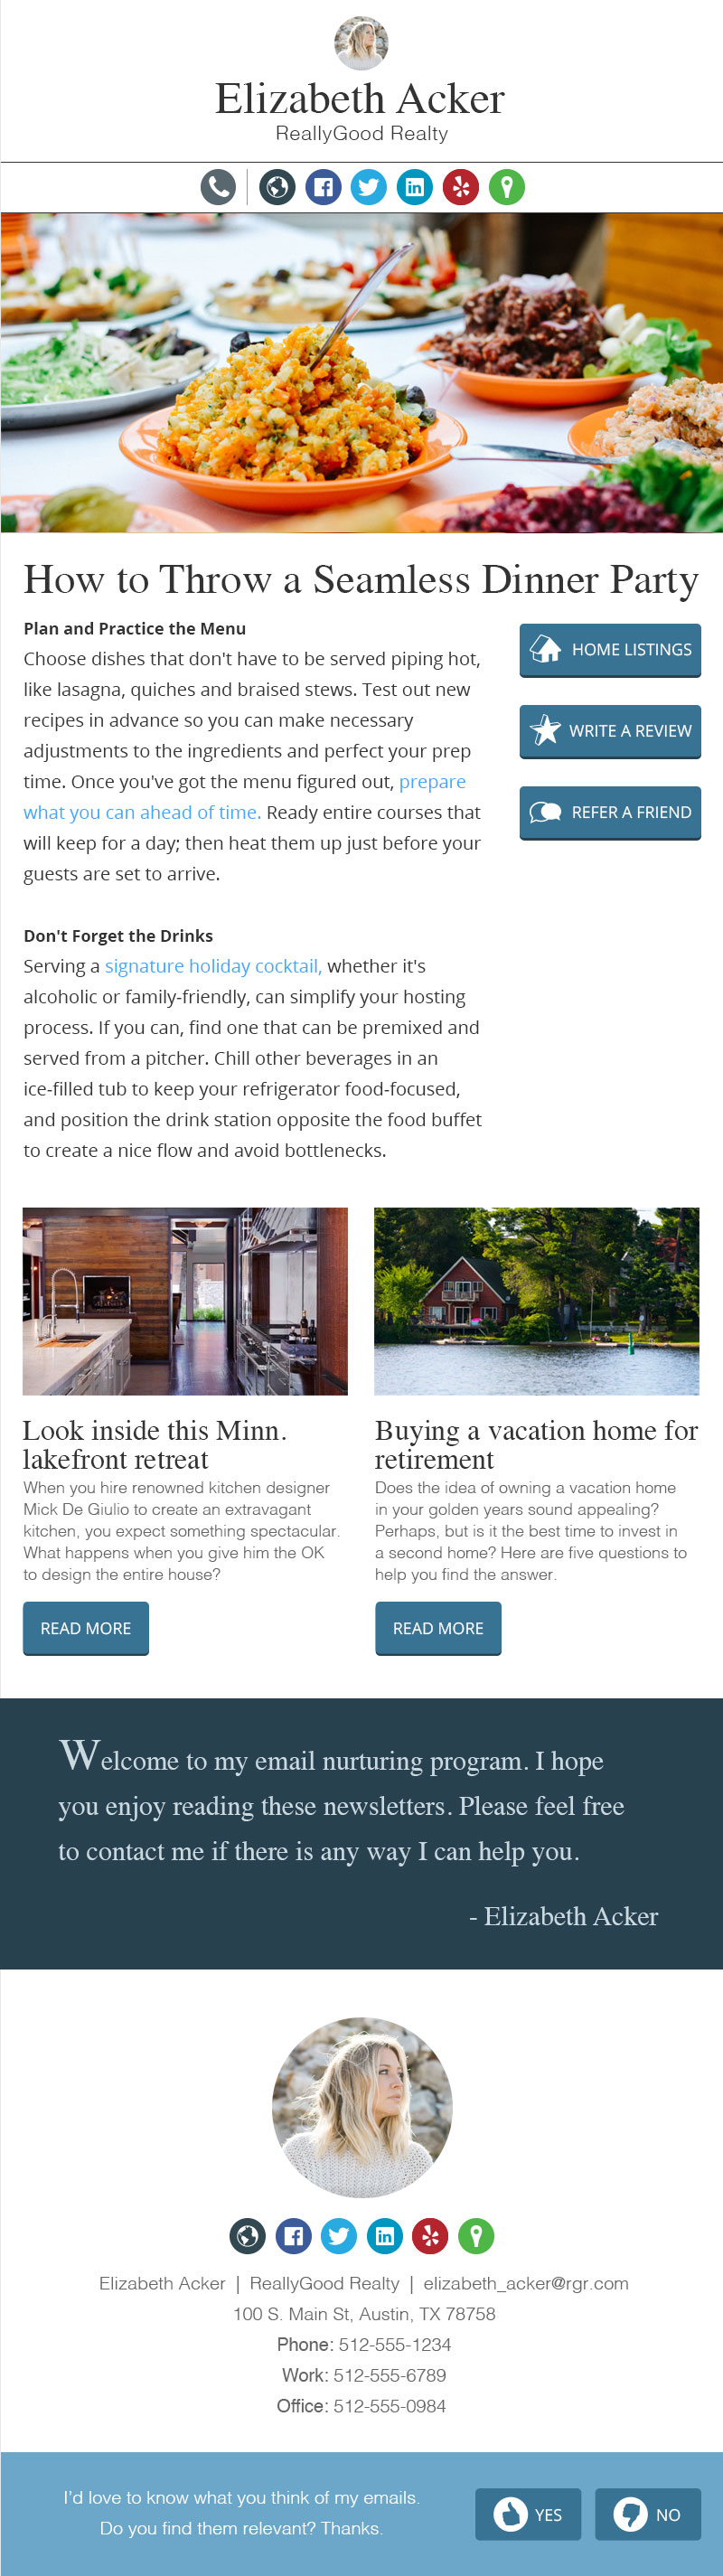 Elizabeth Acker
ReallyGood Realty
How to Throw a Seamless Dinner Party
Plan and Practice the Menu
Choose dishes that don't have to be served piping hot,
like lasagna, quiches and braised stews. Test out new
recipes in advance so you can make necessary
adjustments to the ingredients and perfect your prep
time. Once you've got the menu figured out, prepare
what you can ahead of time. Ready entire courses that
will keep for a day; then heat them up just before your
guests are set to arrive.
HOME LISTINGS
WRITE A REVIEW
REFER A FRIEND
Don't Forget the Drinks
Serving a signature holiday cocktail, whether it's
alcoholic or family-friendly, can simplify your hosting
process. If you can, find one that can be premixed and
served from a pitcher. Chill other beverages in an
ice-filled tub to keep your refrigerator food-focused,
and position the drink station opposite the food buffet
to create a nice flow and avoid bottlenecks.
Look inside this Minn.
lakefront retreat
When you hire renowned kitchen designer
Mick De Giulio to create an extravagant
kitchen, you expect something spectacular.
What happens when you give him the OK
to design the entire house?
READ MORE
Buying a vacation home for
retirement
Does the idea of owning a vacation home
in your golden years sound appealing?
Perhaps, but is it the best time to invest in
a second home? Here are five questions to
help you find the answer.
READ MORE
Welcome to my email nurturing program. I hope
you enjoy reading these newsletters. Please feel free
to contact me if there is any way I can help you.
- Elizabeth Acker
Elizabeth Acker | ReallyGood Realty | elizabeth_acker@rgr.com
100 S. Main St, Austin, TX 78758
Phone: 512-555-1234
Work: 512-555-6789
Office: 512-555-0984
I'd love to know what you think of my emails.
Do you find them relevant? Thanks.
YES
NO